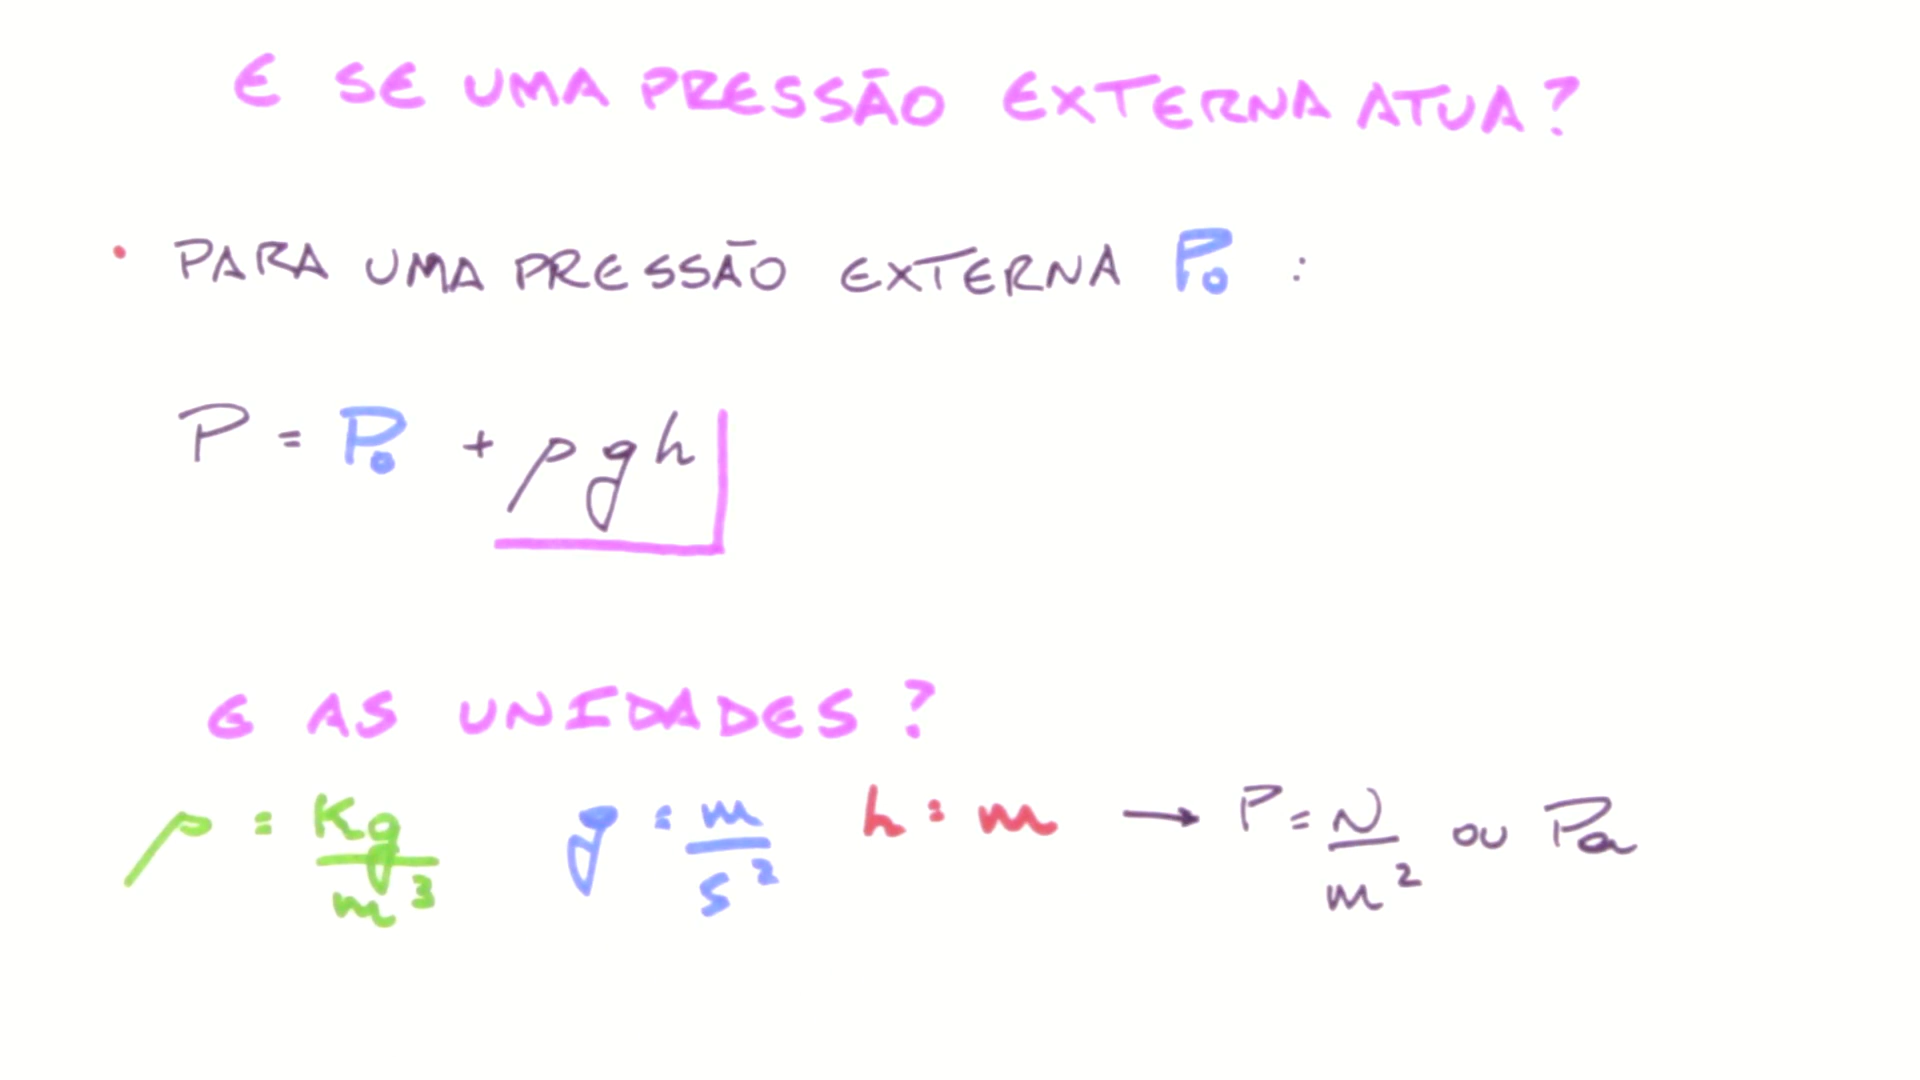 E SE UMA PRESSÃO EXTERNA ATUA?
• PARA UMA PRESSÃO EXTERNA P₀ :
P = P₀ + ρgh
E AS UNIDADES?
ρ = Kg/m³ g = m/s² h = m → P = N/m² ou Pa